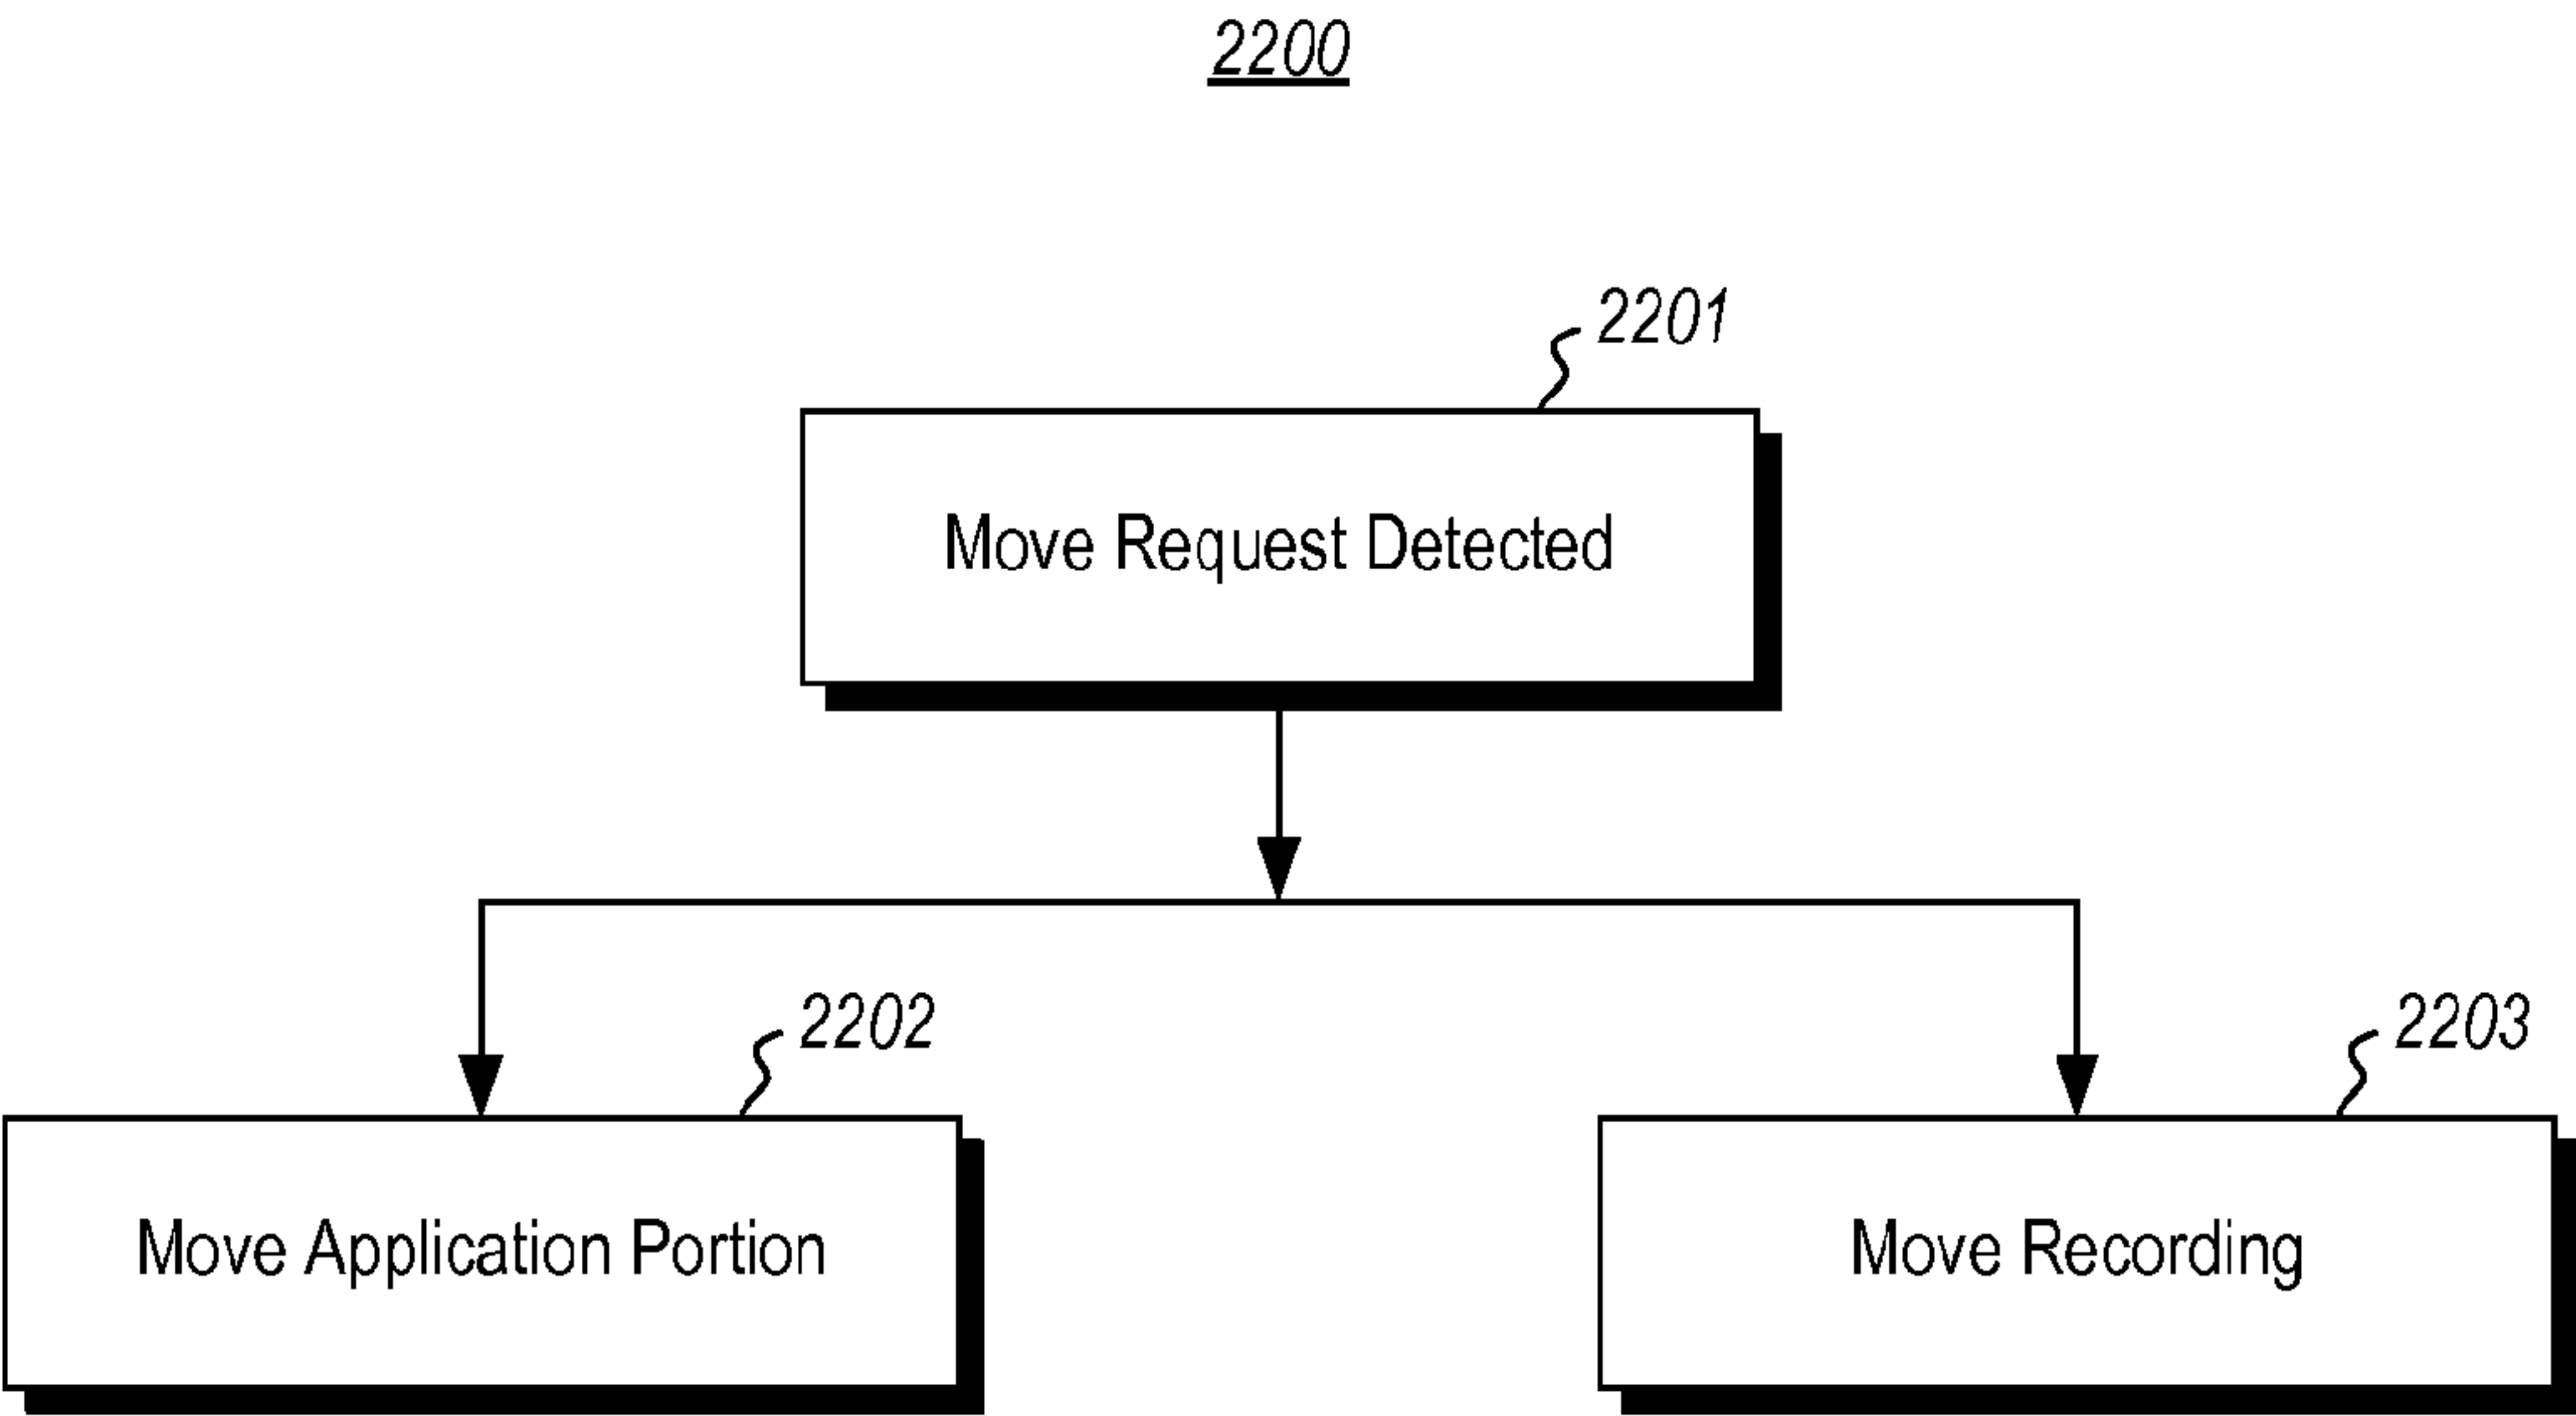 2200
2201
Move Request Detected
2202
2203
Move Application Portion
Move Recording